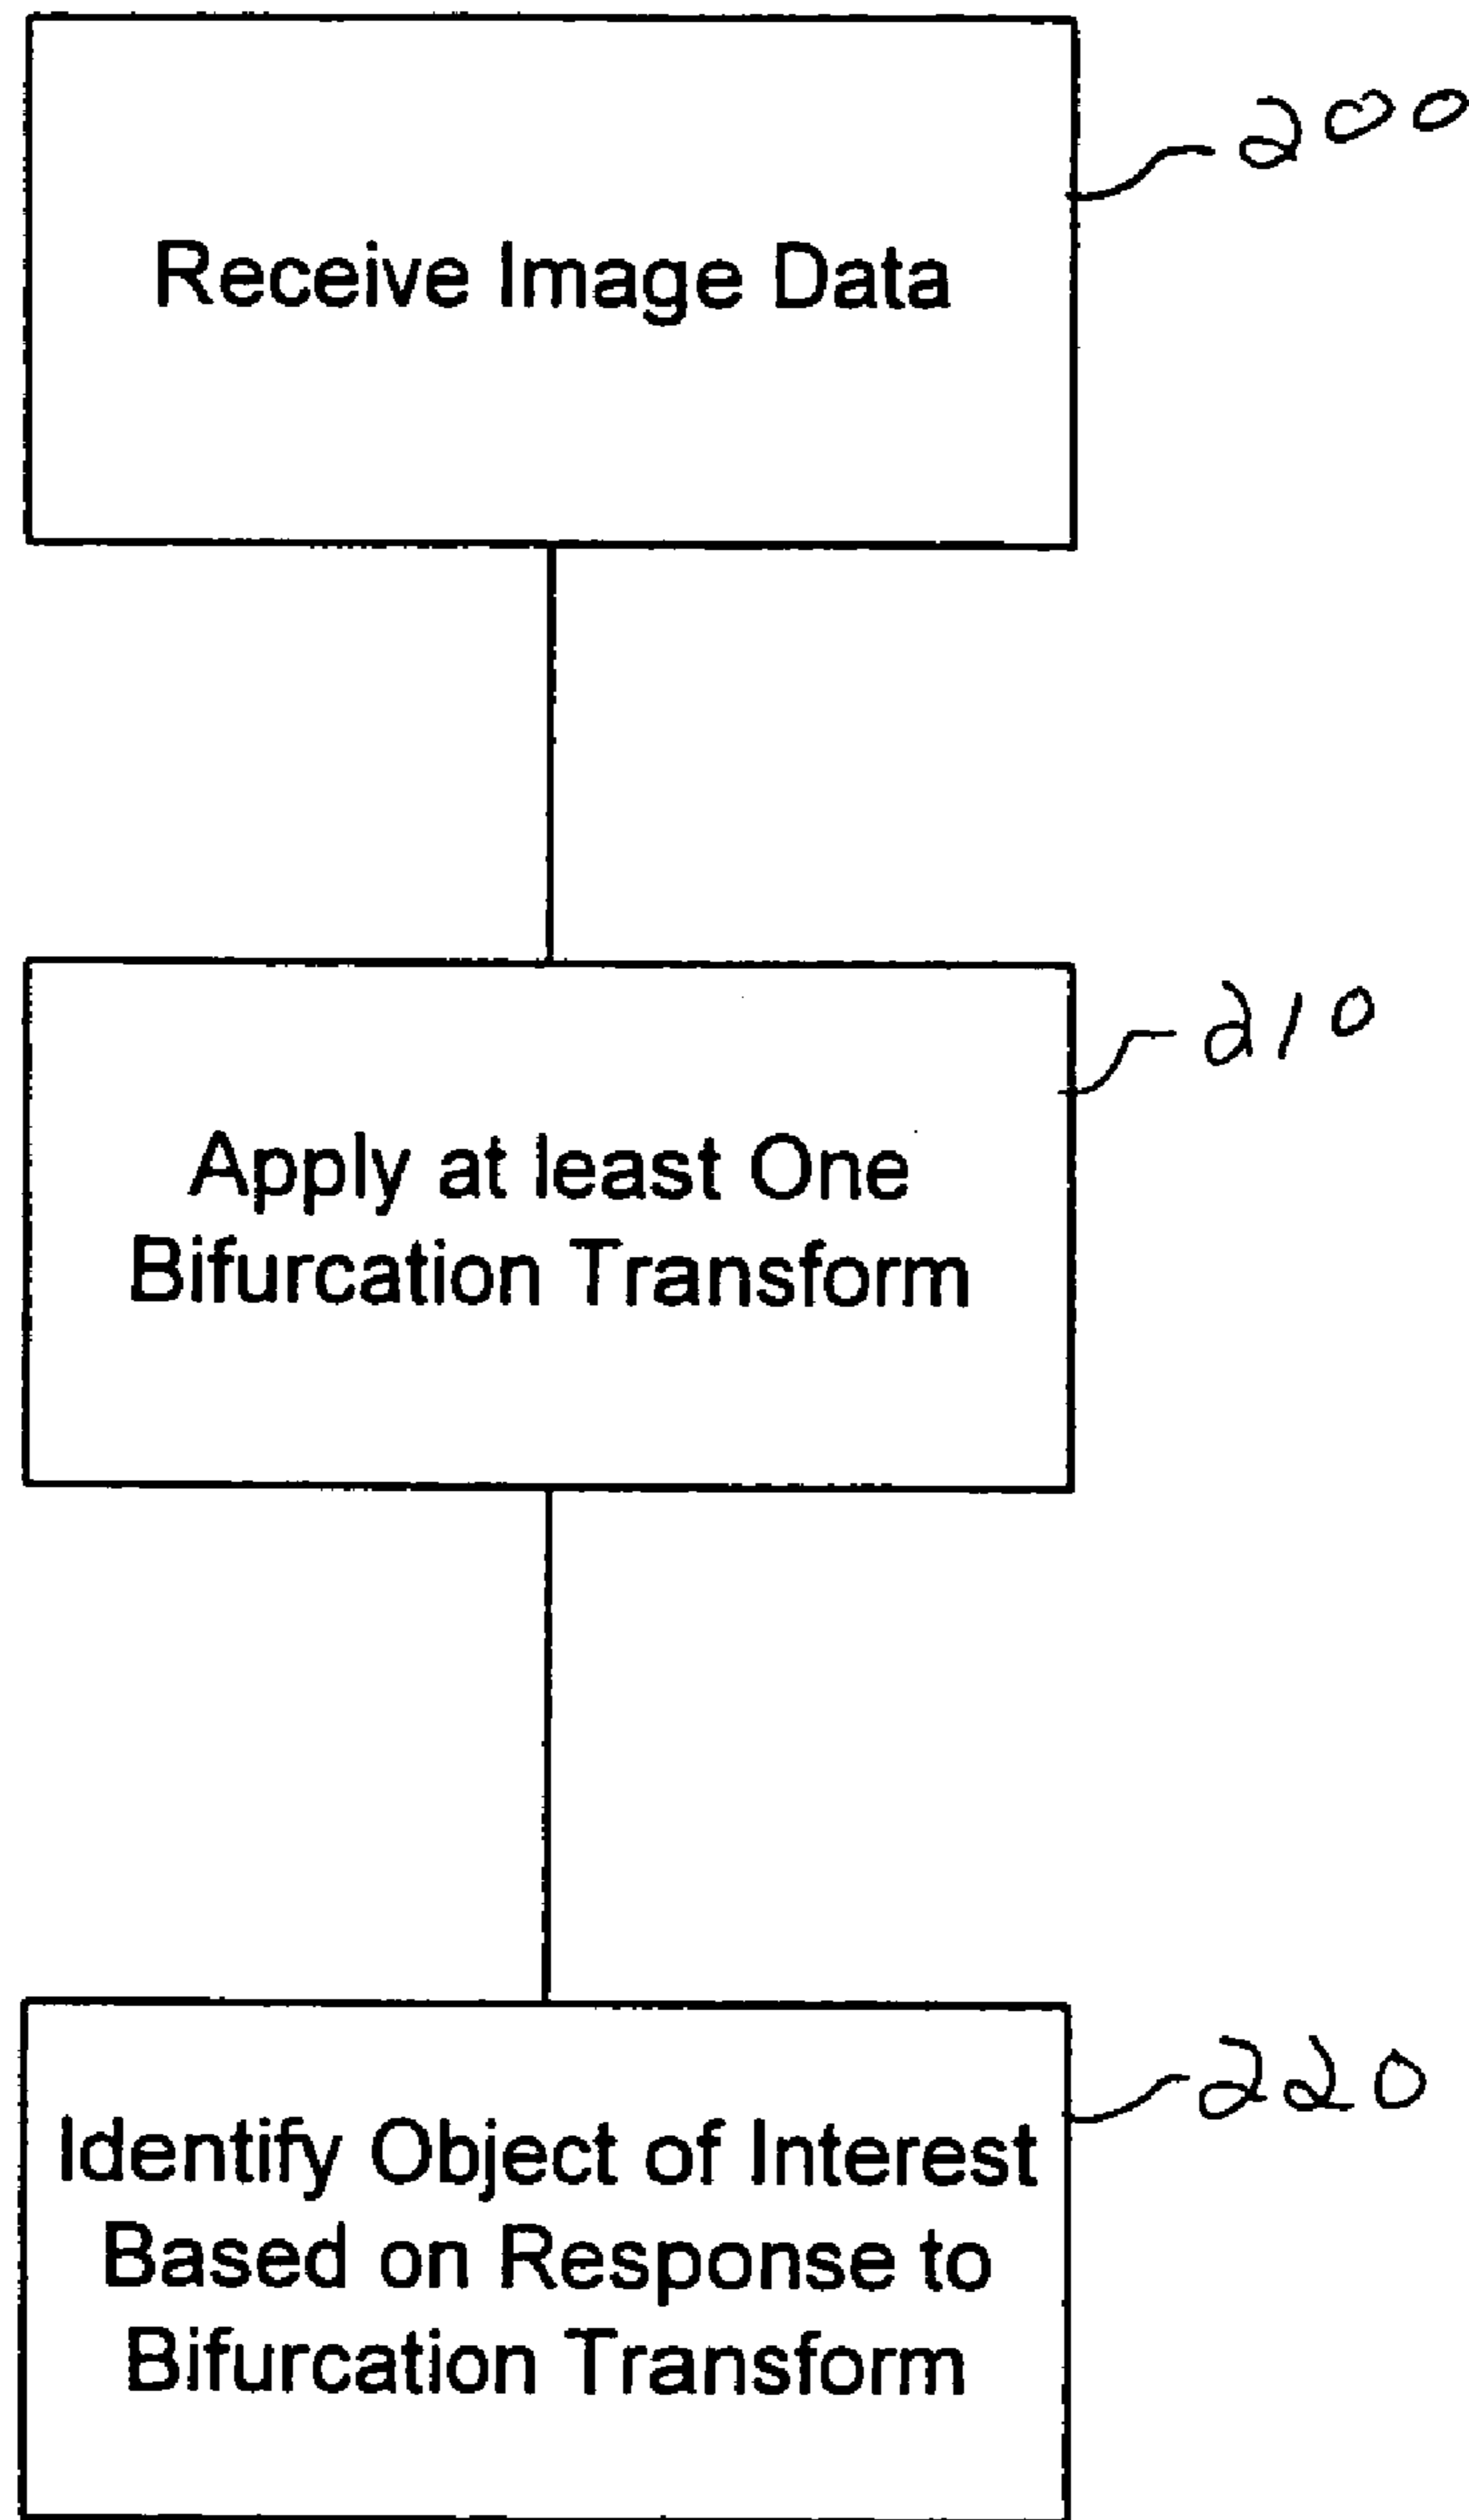 Receive Image Data
200
Apply at least One
Bifurcation Transform
210
Identify Object of Interest
Based on Response to
Bifurcation Transform
220